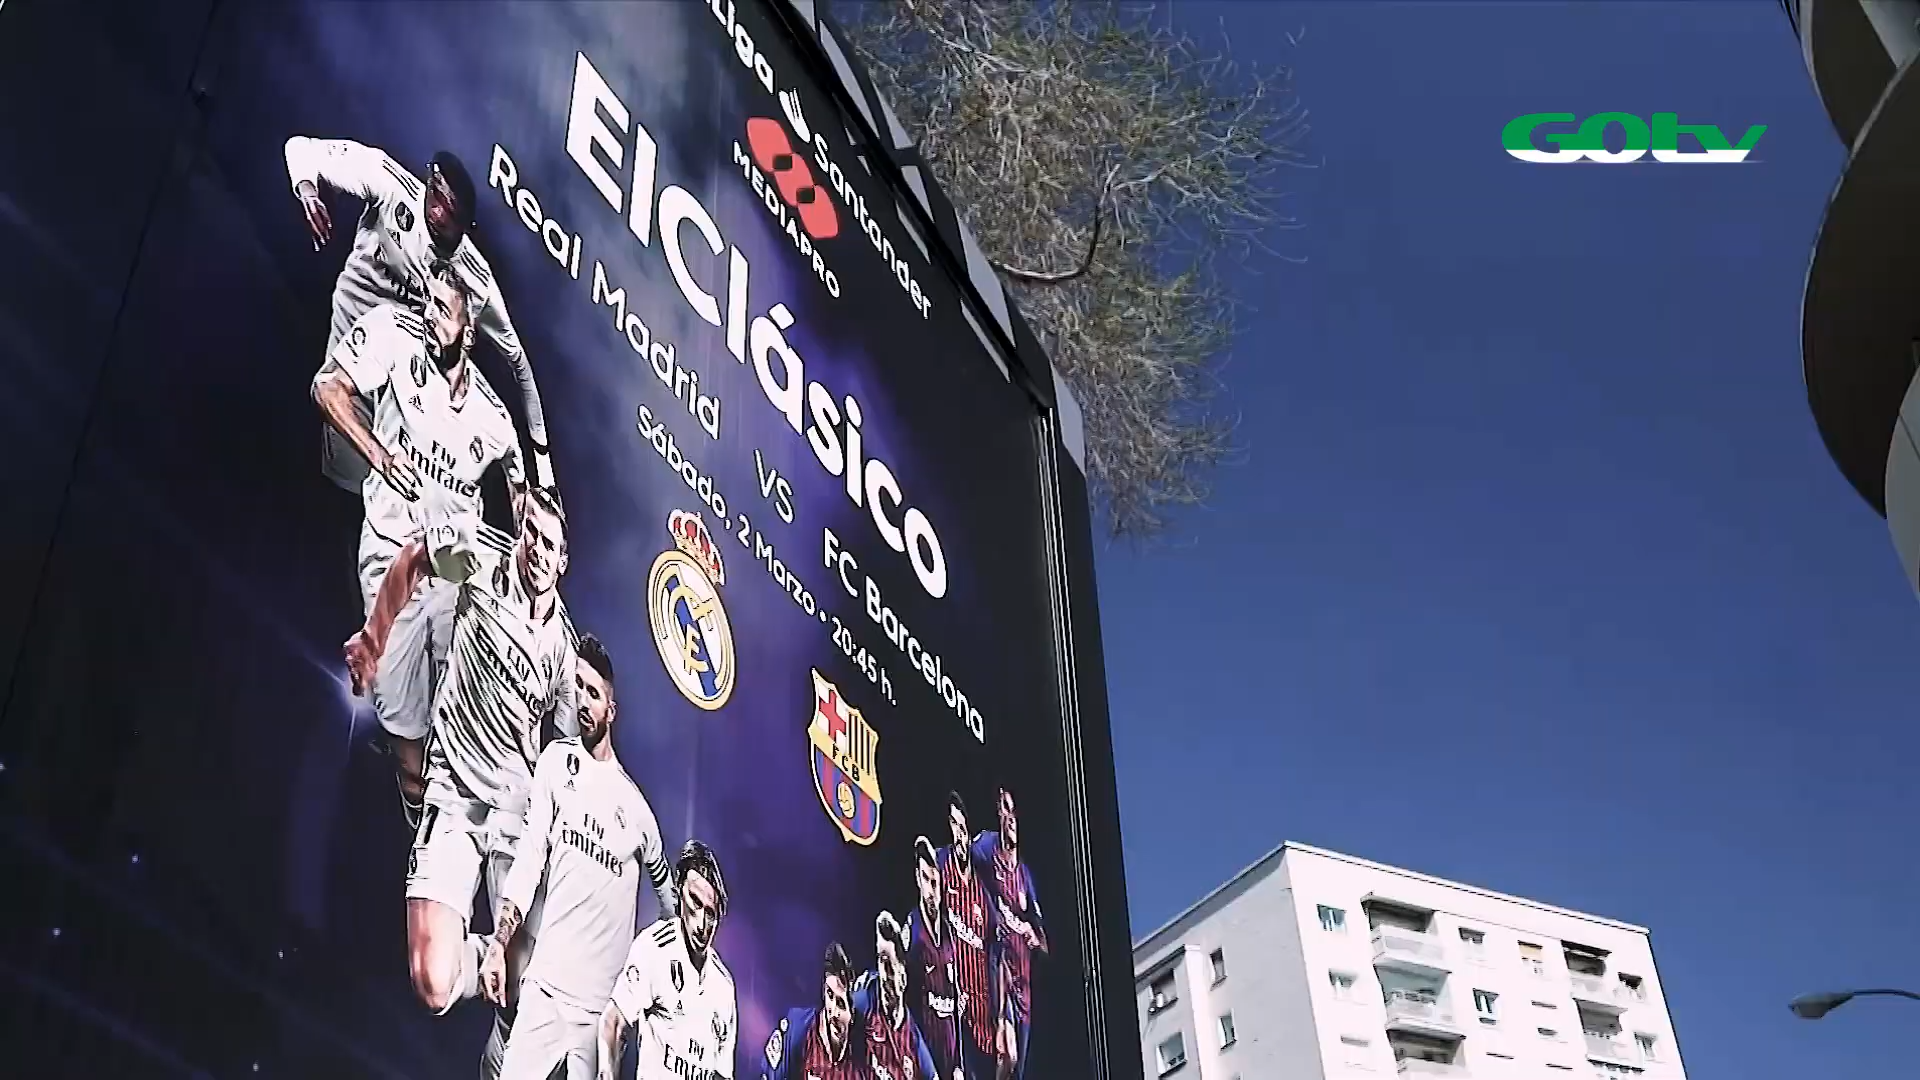 LaLiga Santander
MEDIAPRO
ElClásico
Real Madrid VS FC Barcelona
Sábado, 2 Marzo • 20:45 h.
FCB
Fly
Emirates
Fly
Emirates
Fly
Emirates
Fly
Emirates
GOtv